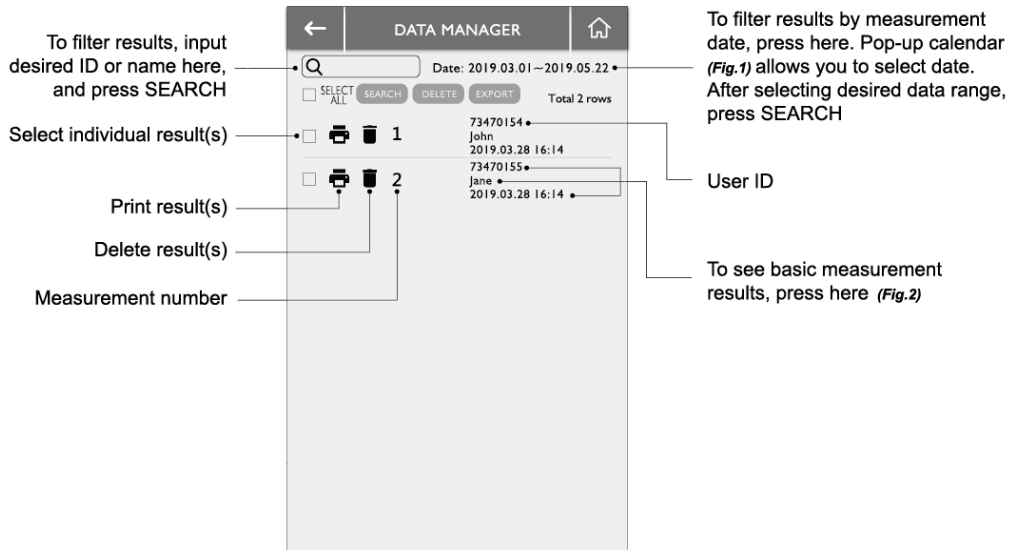 To filter results, input
desired ID or name here,
and press SEARCH
Select individual result(s)
Print result(s)
Delete result(s)
Measurement number
DATA MANAGER
Date: 2019.03.01~2019.05.22
SELECT
ALL
SEARCH
DELETE
EXPORT
Total 2 rows
1
73470154
John
2019.03.28 16:14
2
73470155
Jane
2019.03.28 16:14
To filter results by measurement
date, press here. Pop-up calendar
(Fig.1) allows you to select date.
After selecting desired data range,
press SEARCH
User ID
To see basic measurement
results, press here (Fig.2)